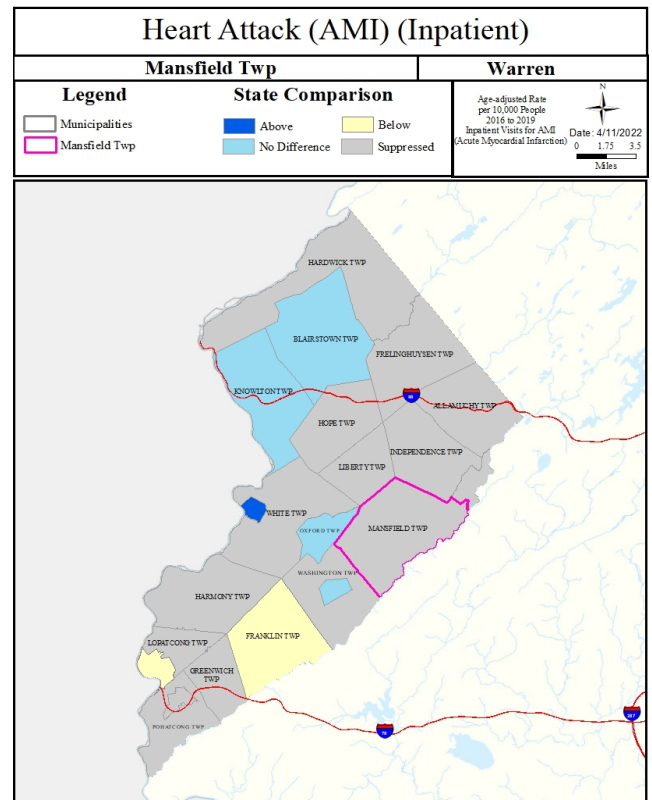 Heart Attack (AMI) (Inpatient)
Mansfield Twp
Warren
Legend
Municipalities
Mansfield Twp
State Comparison
Above
Below
No Difference
Suppressed
Age-adjusted Rate
per 10,000 People
2016 to 2019
Inpatient Visits for AMI
(Acute Myocardial Infarction)
N
Date: 4/11/2022
0 1.75 3.5
Miles
HARDWICK TWP
BLAIRSTOWN TWP
FRELINGHUYSEN TWP
KNOWLTON TWP
80
ALLAMUCHY TWP
HOPE TWP
INDEPENDENCE TWP
LIBERTY TWP
WHITE TWP
MANSFIELD TWP
OXFORD TWP
WASHINGTON TWP
HARMONY TWP
FRANKLIN TWP
LOPATCONG TWP
GREENWICH
TWP
POHATCONG TWP
287
78